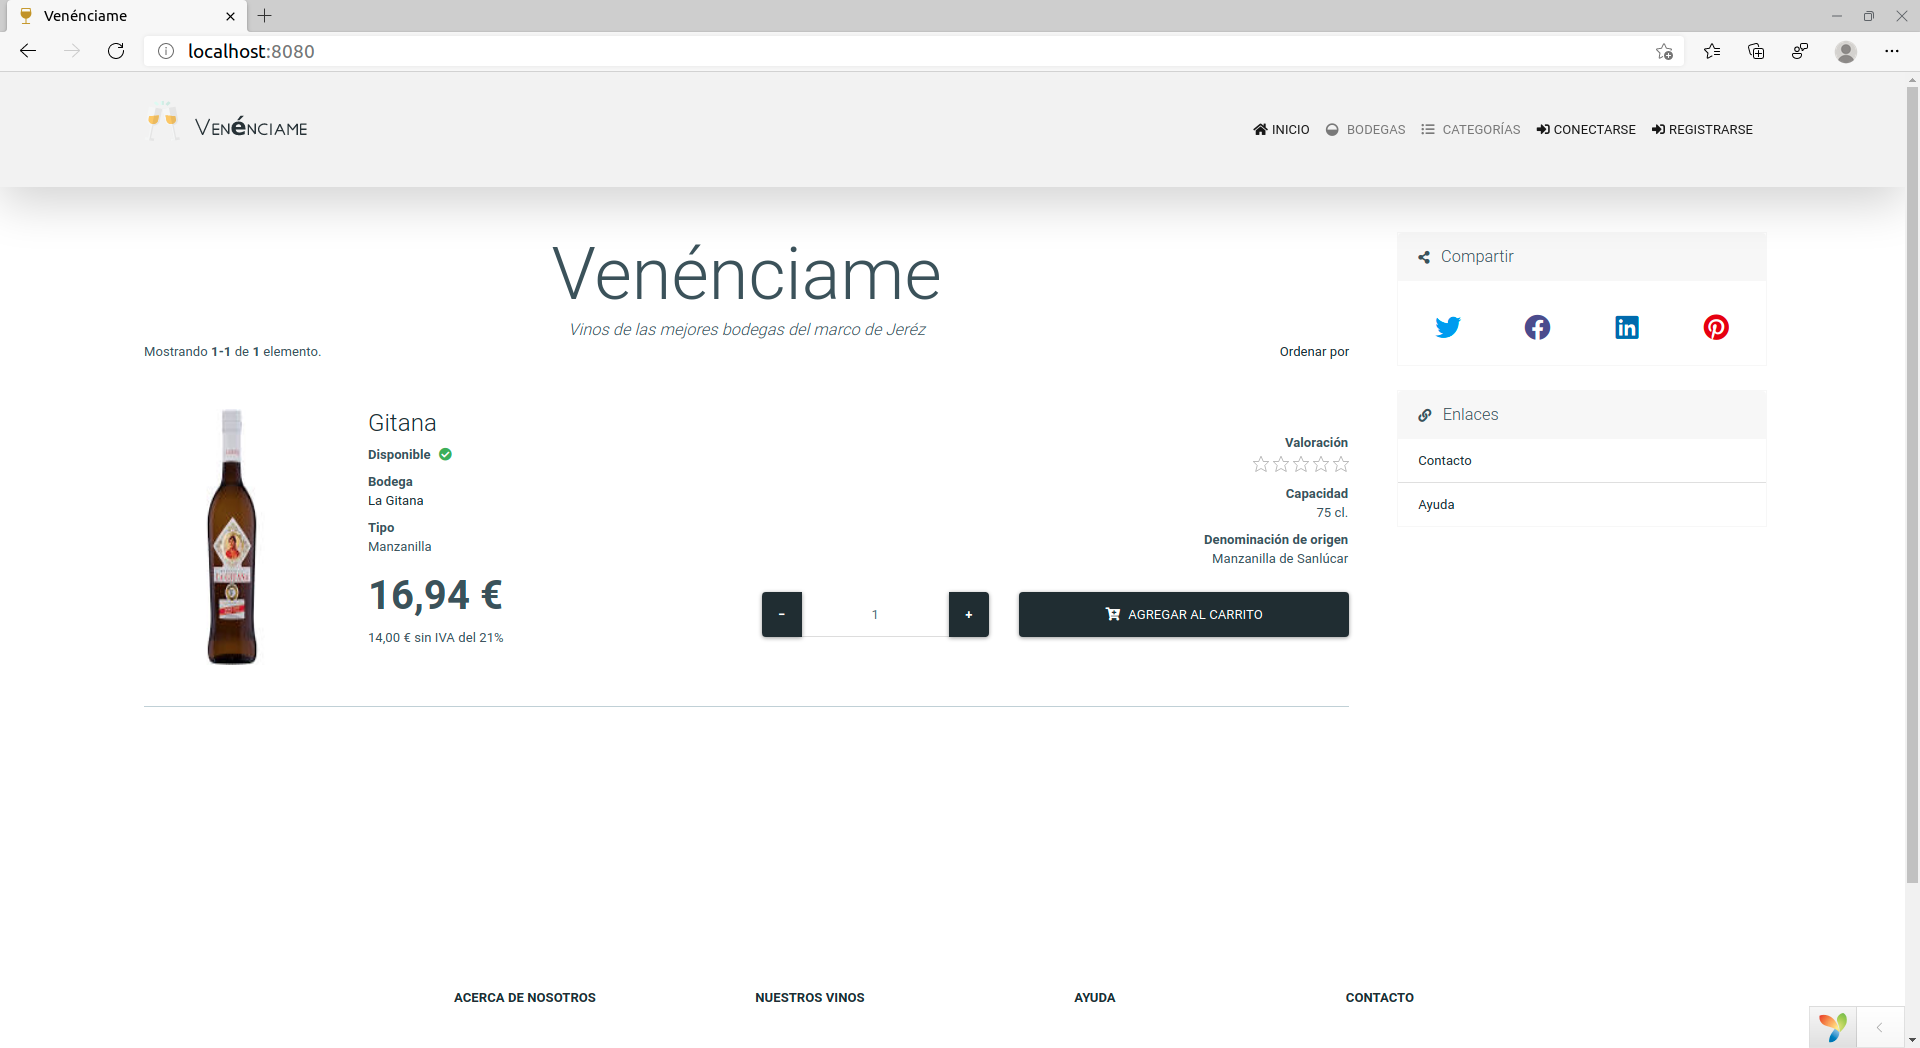 Venénciame
localhost:8080
Venénciame
INICIO
BODEGAS
CATEGORÍAS
CONECTARSE
REGISTRARSE
Venénciame
Vinos de las mejores bodegas del marco de Jeréz
Mostrando 1-1 de 1 elemento.
Ordenar por
Gitana
Disponible
Bodega
La Gitana
Tipo
Manzanilla
16,94 €
14,00 € sin IVA del 21%
Valoración
Capacidad
75 cl.
Denominación de origen
Manzanilla de Sanlúcar
-
1
+
AGREGAR AL CARRITO
Compartir
Enlaces
Contacto
Ayuda
ACERCA DE NOSOTROS
NUESTROS VINOS
AYUDA
CONTACTO